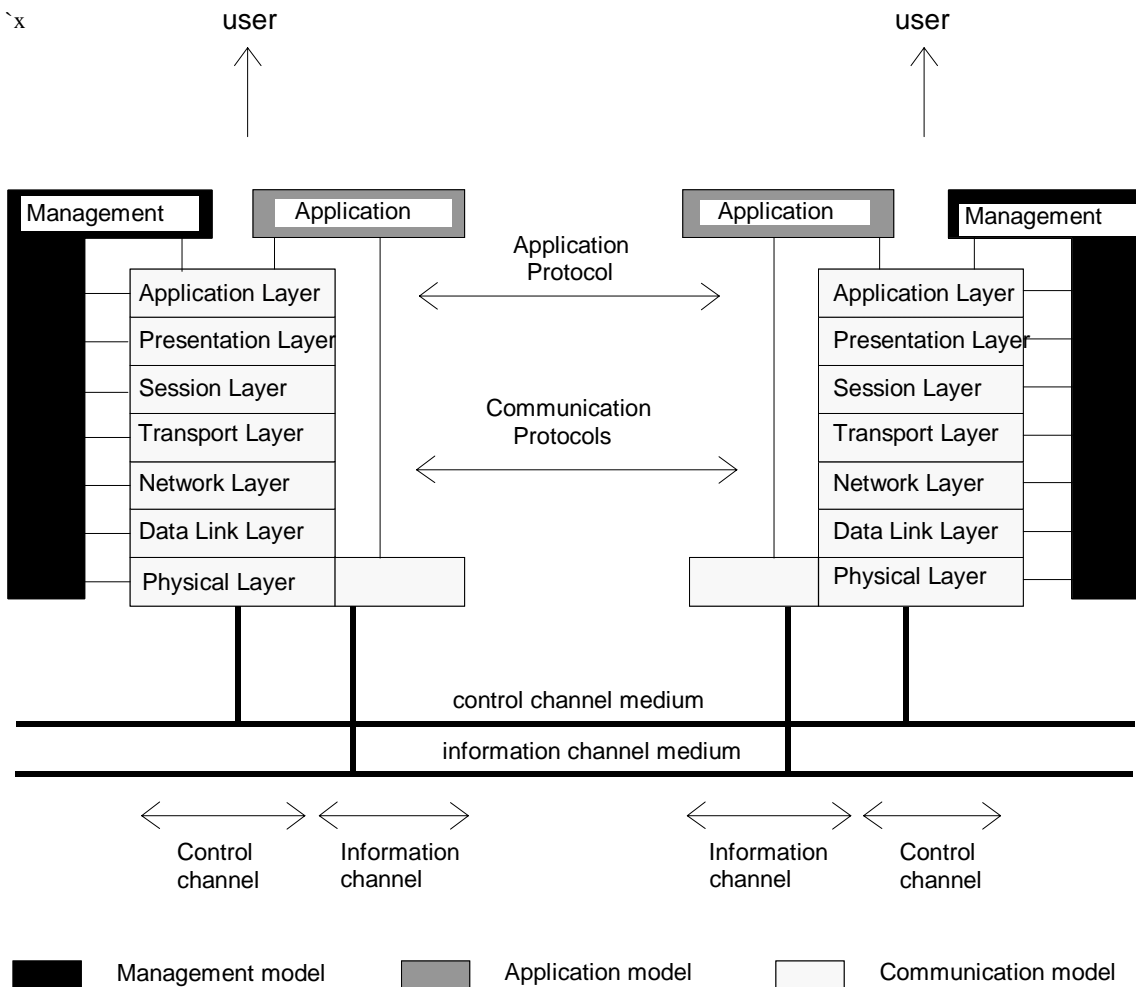 `x
user
user
Management
Application
Application
Management
Application
Protocol
Application Layer
Application Layer
Presentation Layer
Presentation Layer
Session Layer
Session Layer
Communication
Protocols
Transport Layer
Transport Layer
Network Layer
Network Layer
Data Link Layer
Data Link Layer
Physical Layer
Physical Layer
control channel medium
information channel medium
Control
channel
Information
channel
Information
channel
Control
channel
Management model
Application model
Communication model